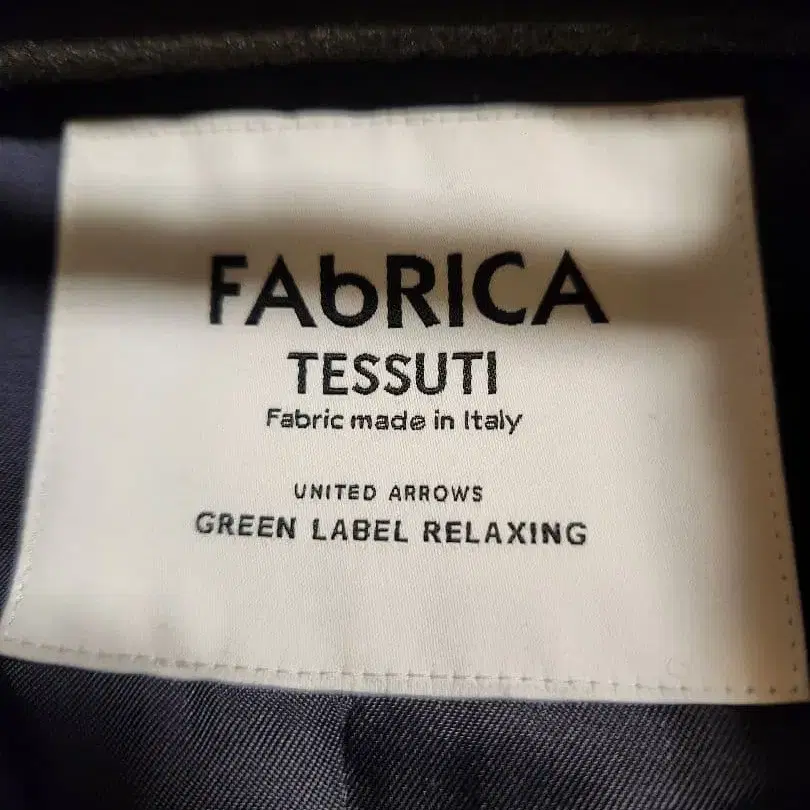 FAbRICA
TESSUTI
Fabric made in Italy
UNITED ARROWS
GREEN LABEL RELAXING